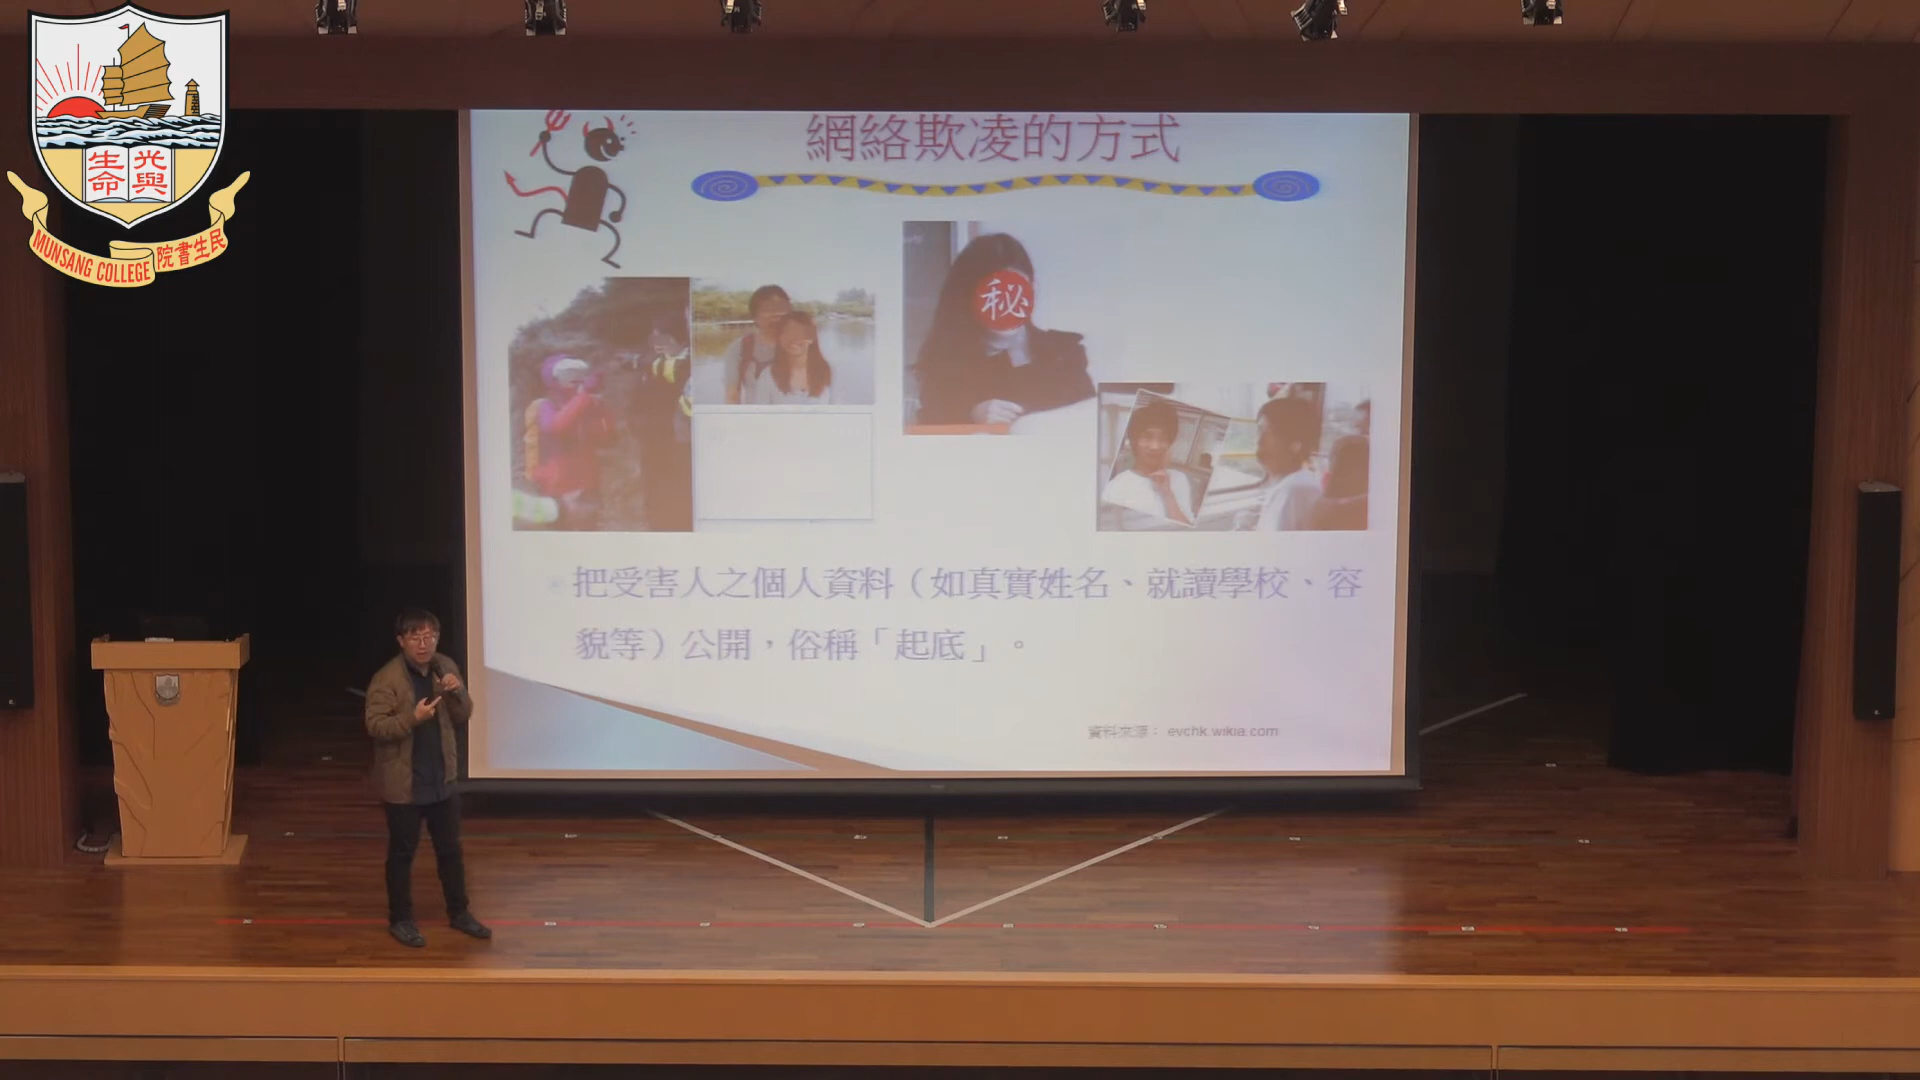 生命
光與
MUNSANG COLLEGE 院書生民
網絡欺凌的方式
秘
把受害人之個人資料（如真實姓名、就讀學校、容
貌等）公開，俗稱「起底」。
資料來源： evchk.wikia.com